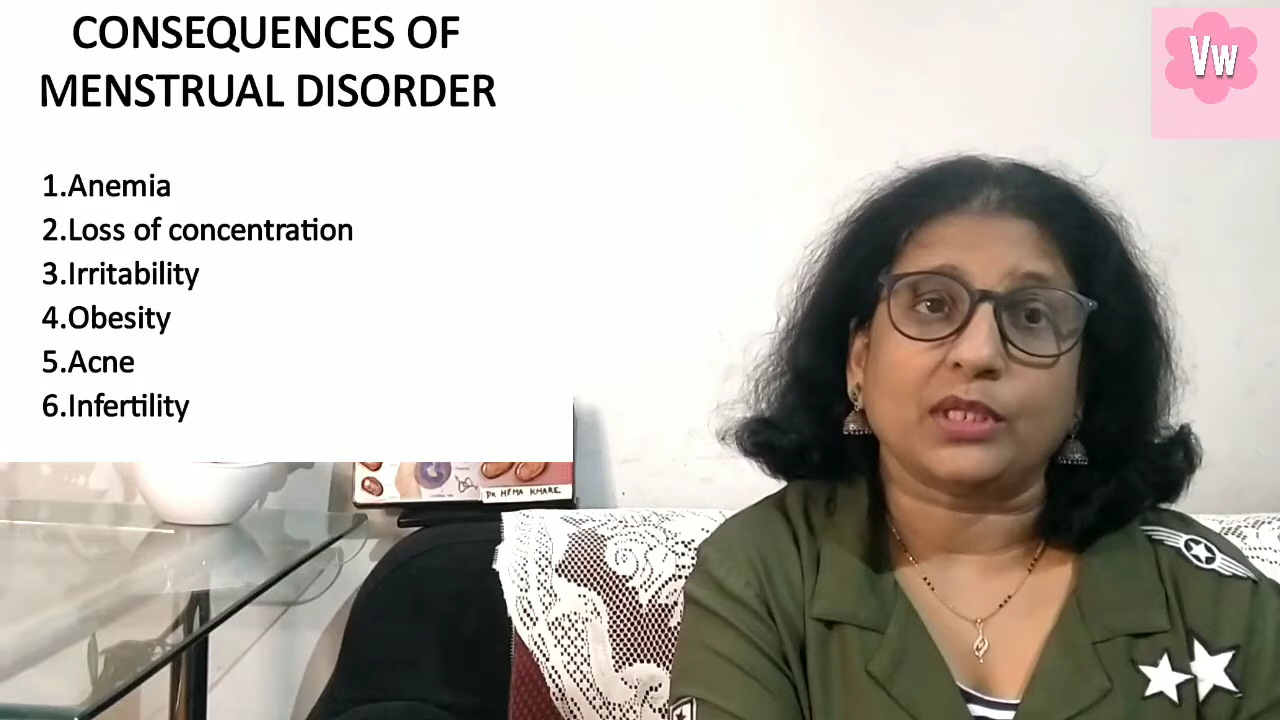 CONSEQUENCES OF
MENSTRUAL DISORDER
1.Anemia
2.Loss of concentration
3.Irritability
4.Obesity
5.Acne
6.Infertility
Vw
DR HEMA KHARE